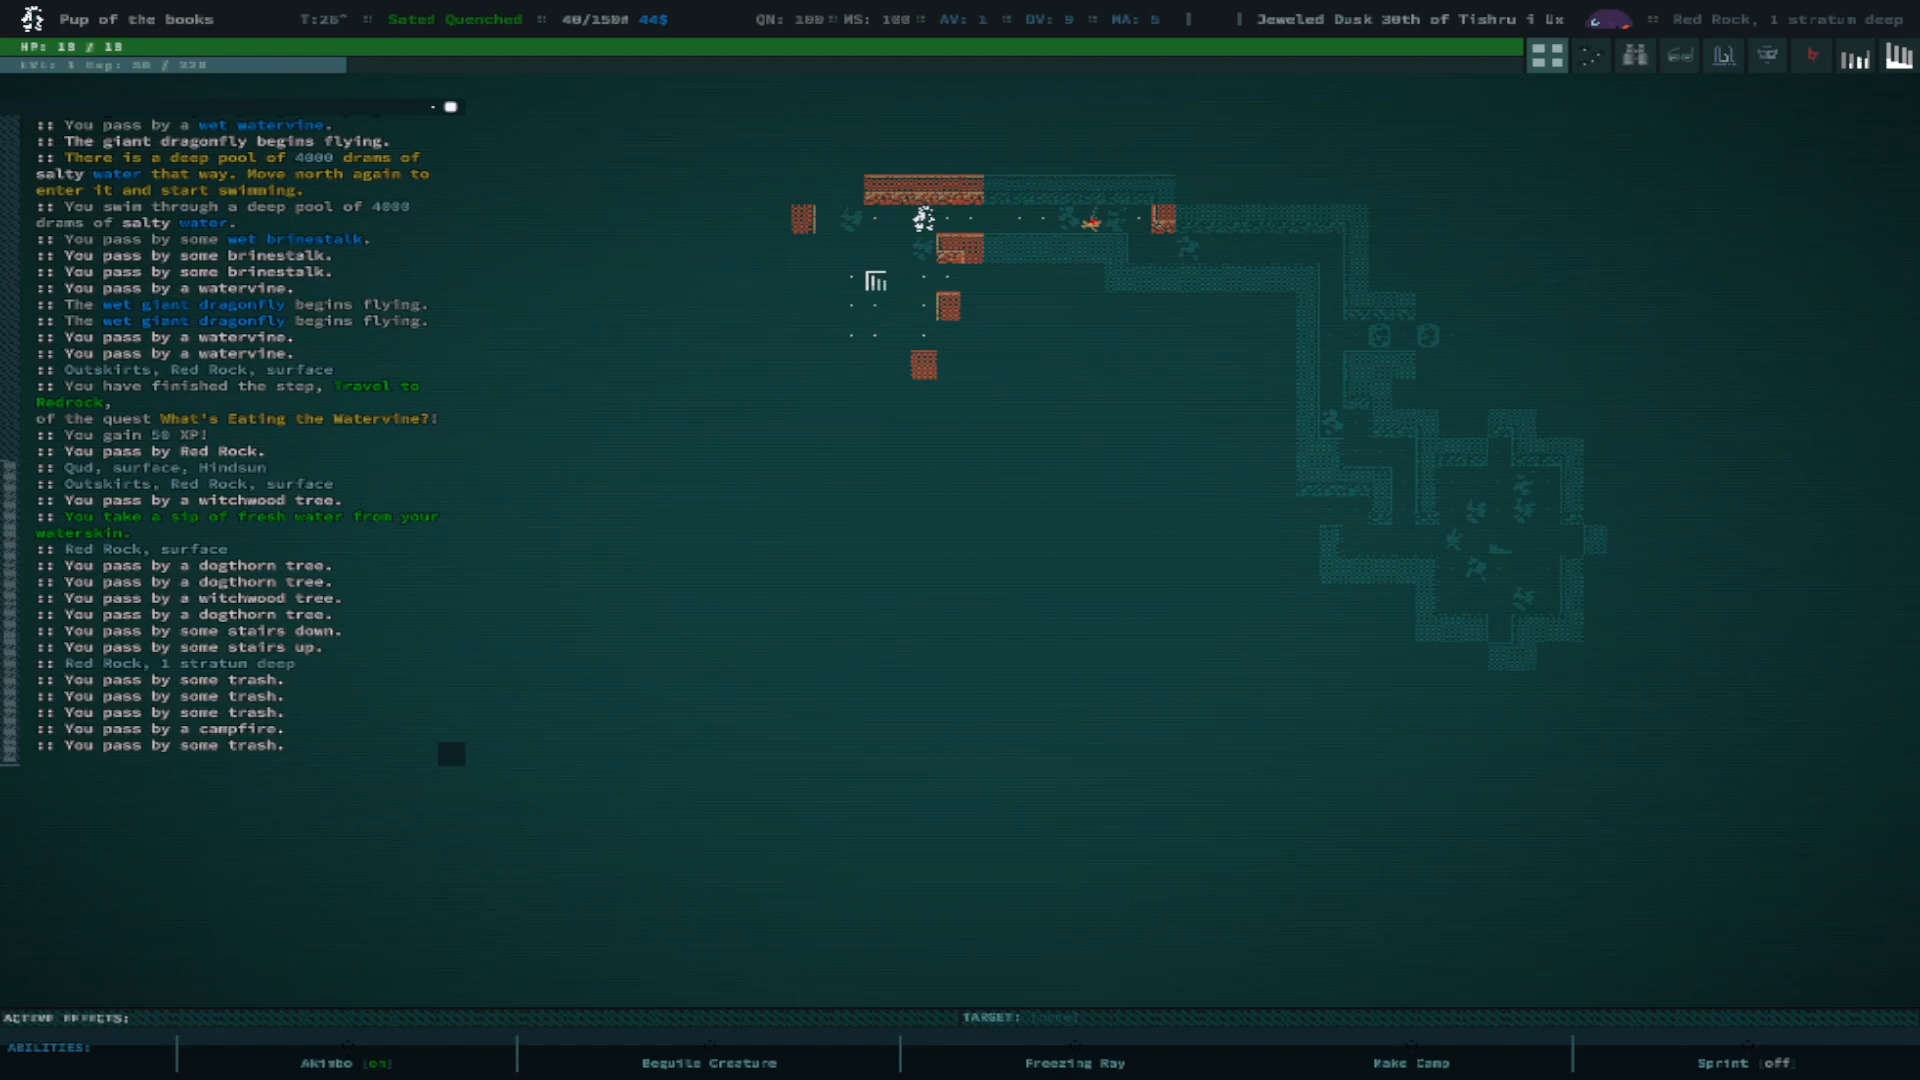 Pup of the books
T:26° :: Sated Quenched :: 40/150# 44$
QN: 100 :: MS: 100 :: AV: 1 :: DV: 9 :: MA: 5
Jeweled Dusk 30th of Tishru i Ux
Red Rock, 1 stratum deep
HP: 18 / 18
:: You pass by a wet watervine.
:: The giant dragonfly begins flying.
:: There is a deep pool of 4000 drams of
salty water that way. Move north again to
enter it and start swimming.
:: You swim through a deep pool of 4000
drams of salty water.
:: You pass by some wet brinestalk.
:: You pass by some brinestalk.
:: You pass by some brinestalk.
:: You pass by a watervine.
:: The wet giant dragonfly begins flying.
:: The wet giant dragonfly begins flying.
:: You pass by a watervine.
:: You pass by a watervine.
:: Outskirts, Red Rock, surface
:: You have finished the step, Travel to
Redrock,
of the quest What's Eating the Watervine?!
:: You gain 50 XP!
:: You pass by Red Rock.
:: Qud, surface, Hindsun
:: Outskirts, Red Rock, surface
:: You pass by a witchwood tree.
:: You take a sip of fresh water from your
waterskin.
:: Red Rock, surface
:: You pass by a dogthorn tree.
:: You pass by a dogthorn tree.
:: You pass by a witchwood tree.
:: You pass by a dogthorn tree.
:: You pass by some stairs down.
:: You pass by some stairs up.
:: Red Rock, 1 stratum deep
:: You pass by some trash.
:: You pass by some trash.
:: You pass by some trash.
:: You pass by a campfire.
:: You pass by some trash.
ACTIVE EFFECTS:
TARGET: [none]
ABILITIES:
Akimbo [on]
Beguile Creature
Freezing Ray
Make Camp
Sprint [off]